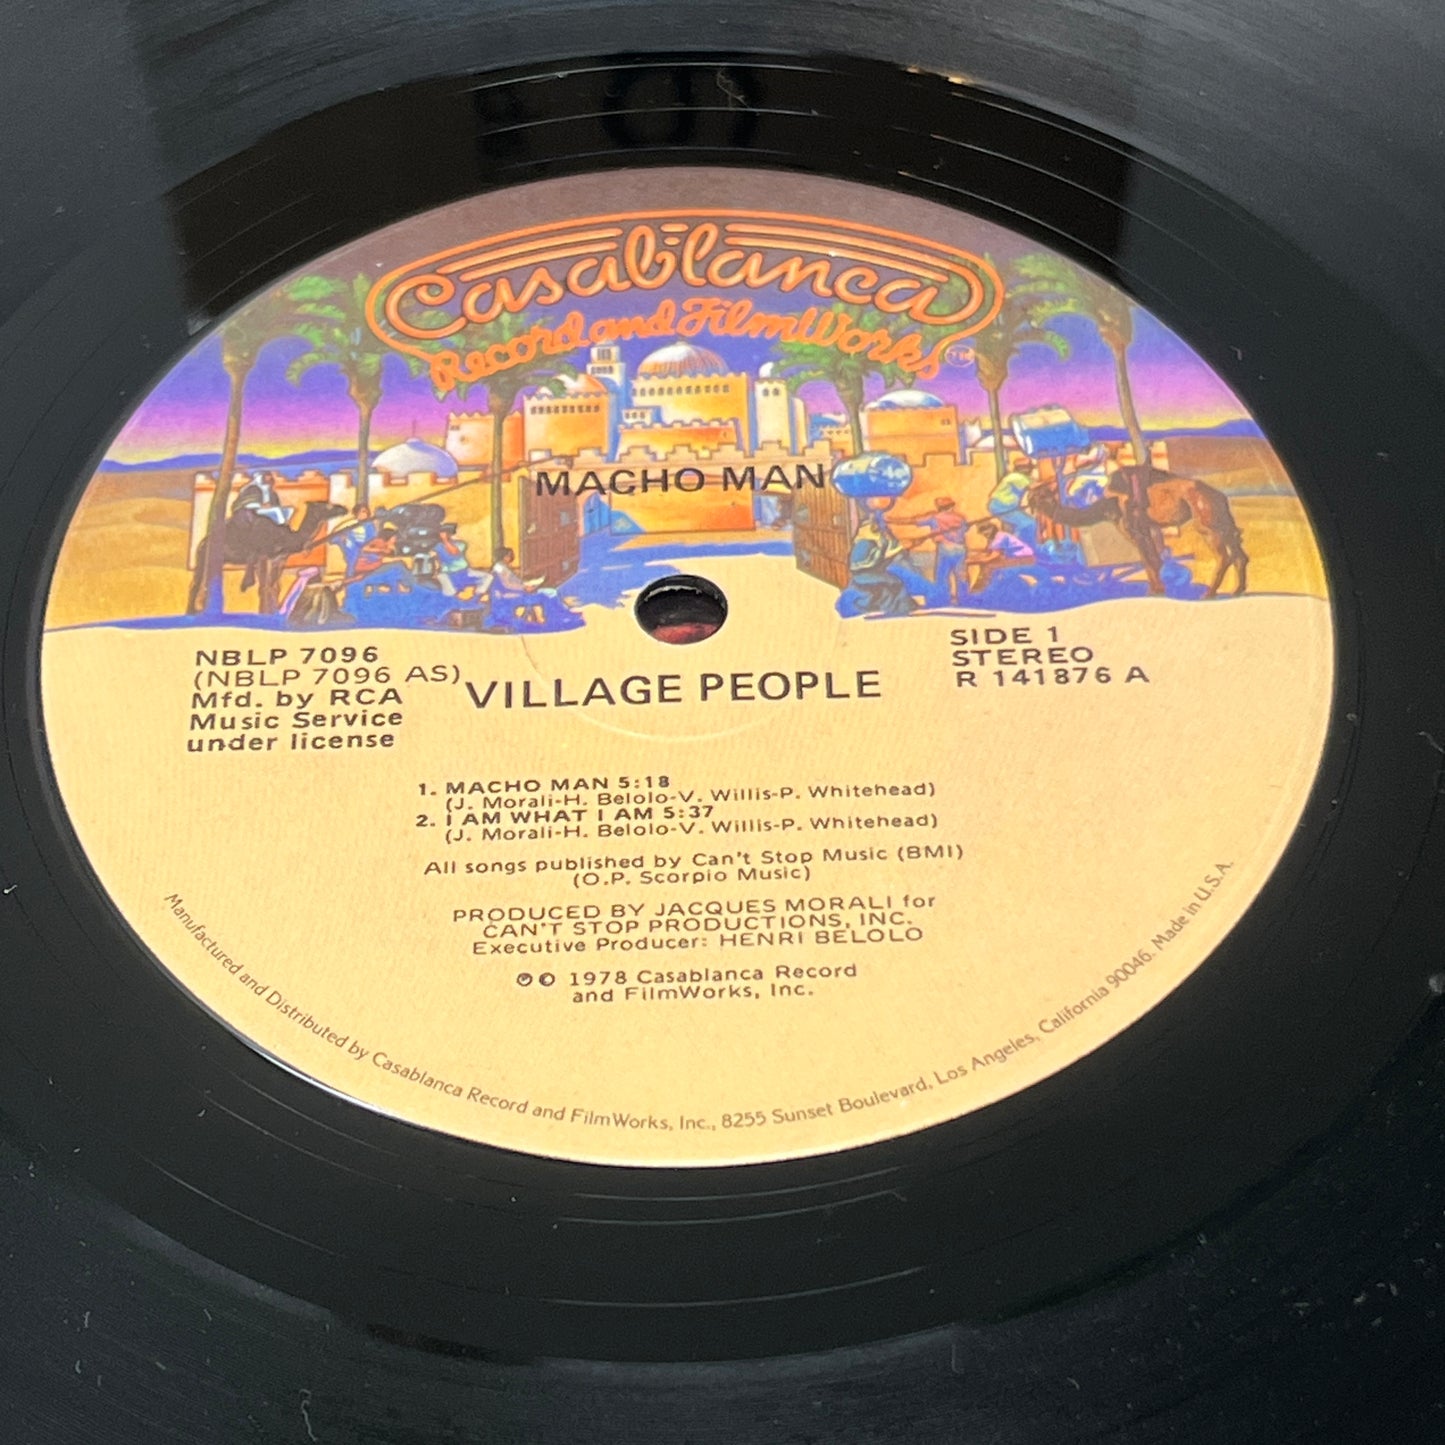 Casablanca
Record and FilmWorks
TM
MACHO MAN
NBLP 7096
(NBLP 7096 AS)
Mfd. by RCA
Music Service
under license
VILLAGE PEOPLE
SIDE 1
STEREO
R 141876 A
1. MACHO MAN 5:18
(J. Morali-H. Belolo-V. Willis-P. Whitehead)
2. I AM WHAT I AM 5:37
(J. Morali-H. Belolo-V. Willis-P. Whitehead)
All songs published by Can't Stop Music (BMI)
(O.P. Scorpio Music)
PRODUCED BY JACQUES MORALI for
CAN'T STOP PRODUCTIONS, INC.
Executive Producer: HENRI BELOLO
℗ © 1978 Casablanca Record
and FilmWorks, Inc.
Manufactured and Distributed by Casablanca Record and FilmWorks, Inc., 8255 Sunset Boulevard, Los Angeles, California 90046. Made in U.S.A.